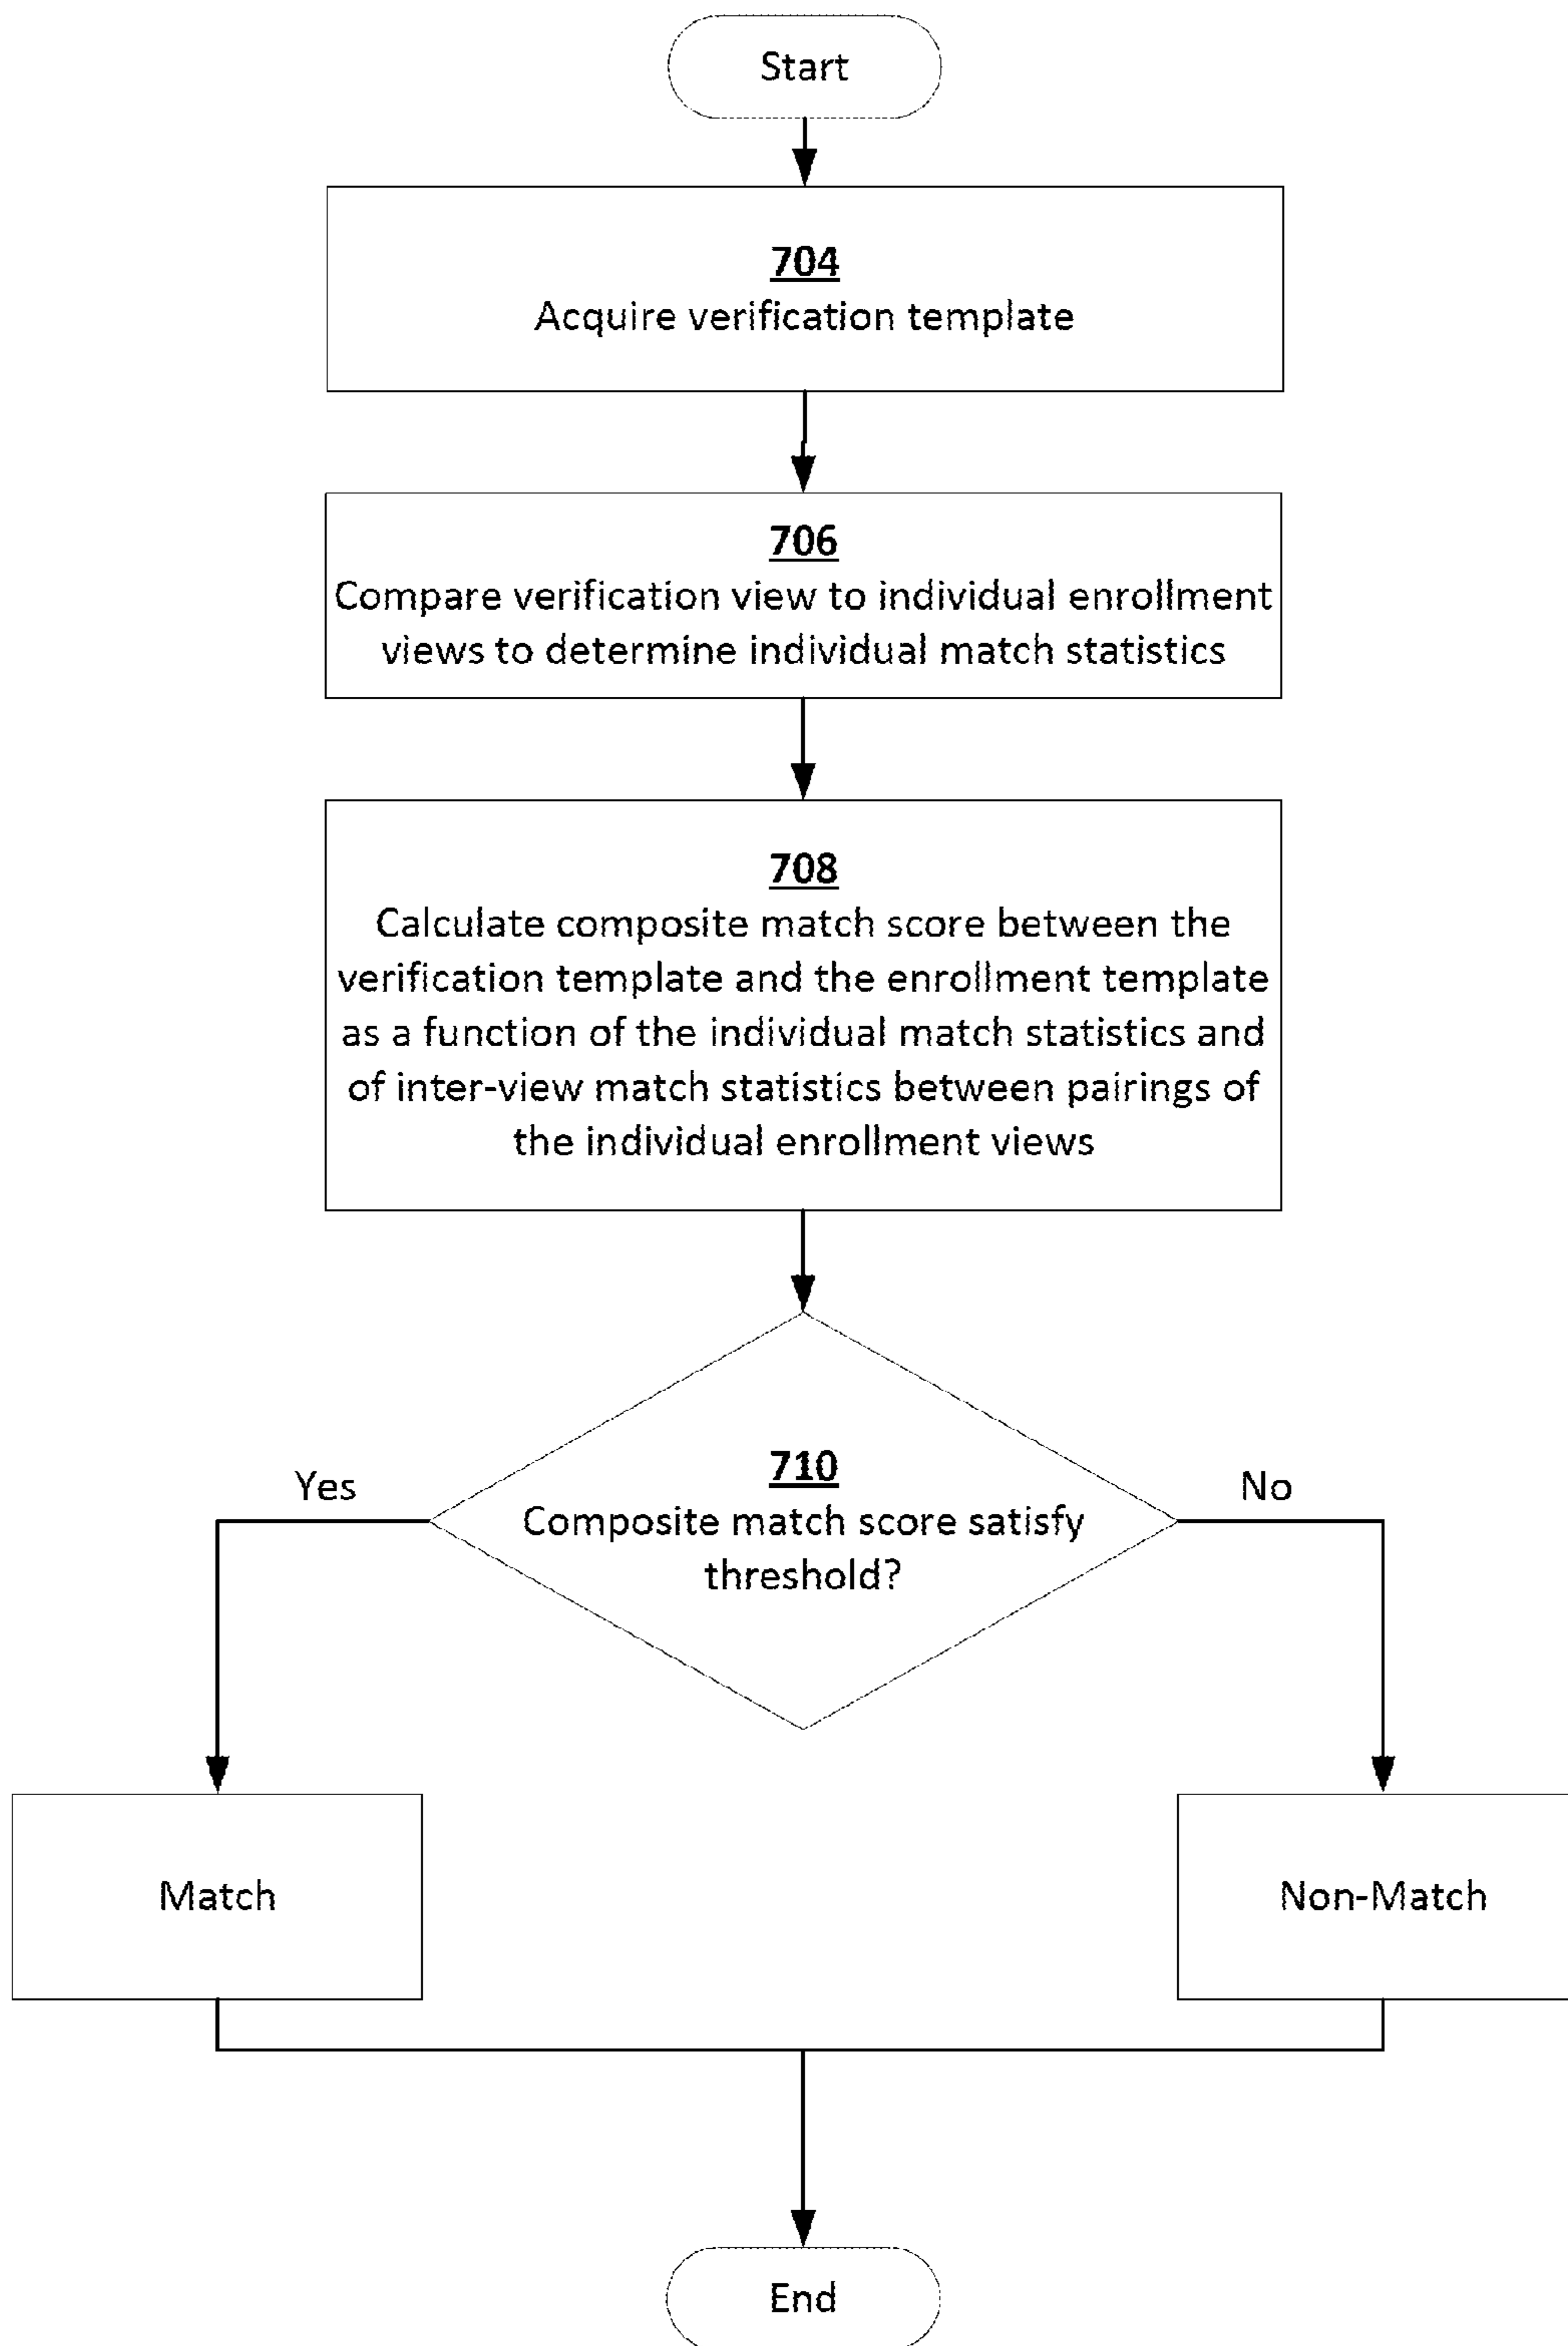 Start
704
Acquire verification template
706
Compare verification view to individual enrollment
views to determine individual match statistics
708
Calculate composite match score between the
verification template and the enrollment template
as a function of the individual match statistics and
of inter-view match statistics between pairings of
the individual enrollment views
710
Composite match score satisfy
threshold?
Yes
No
Match
Non-Match
End